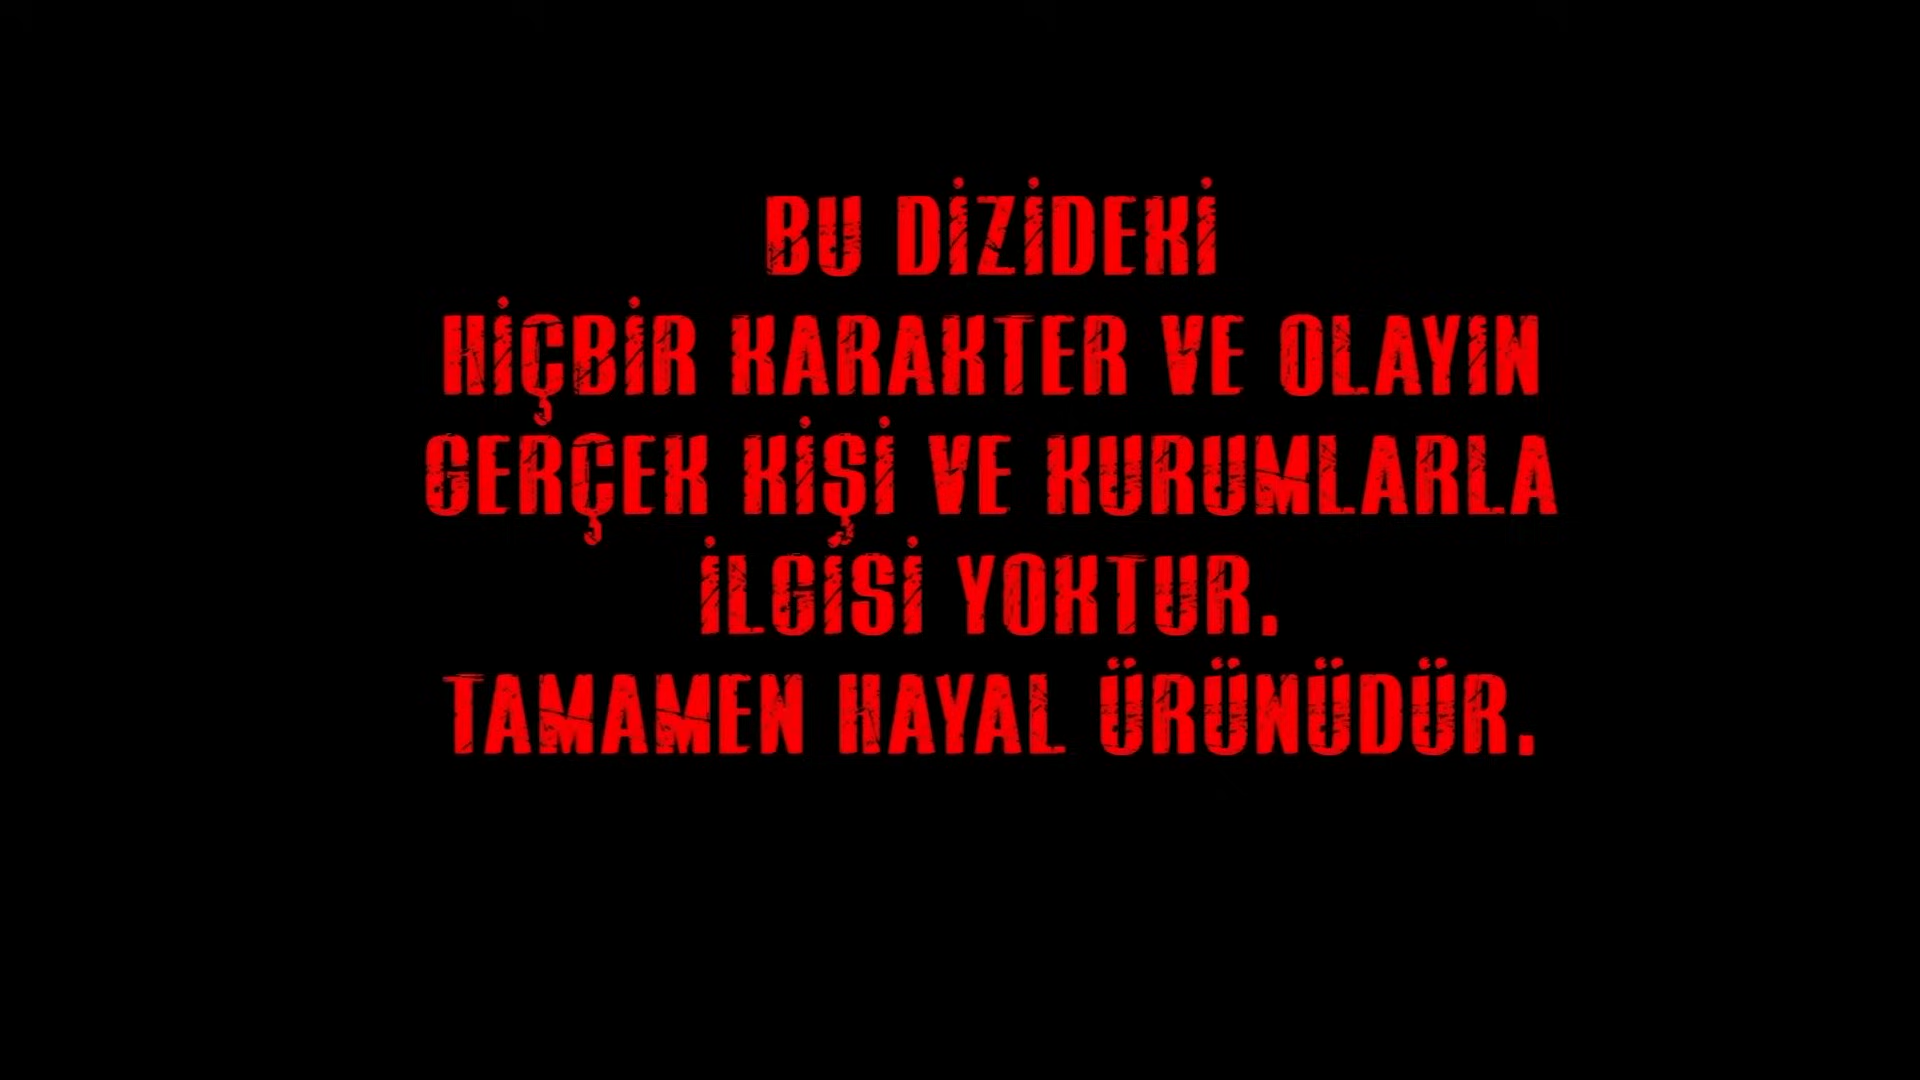 BU DİZİDEKİ
HİÇBİR KARAKTER VE OLAYIN
GERÇEK KİŞİ VE KURUMLARLA
İLGİSİ YOKTUR.
TAMAMEN HAYAL ÜRÜNÜDÜR.